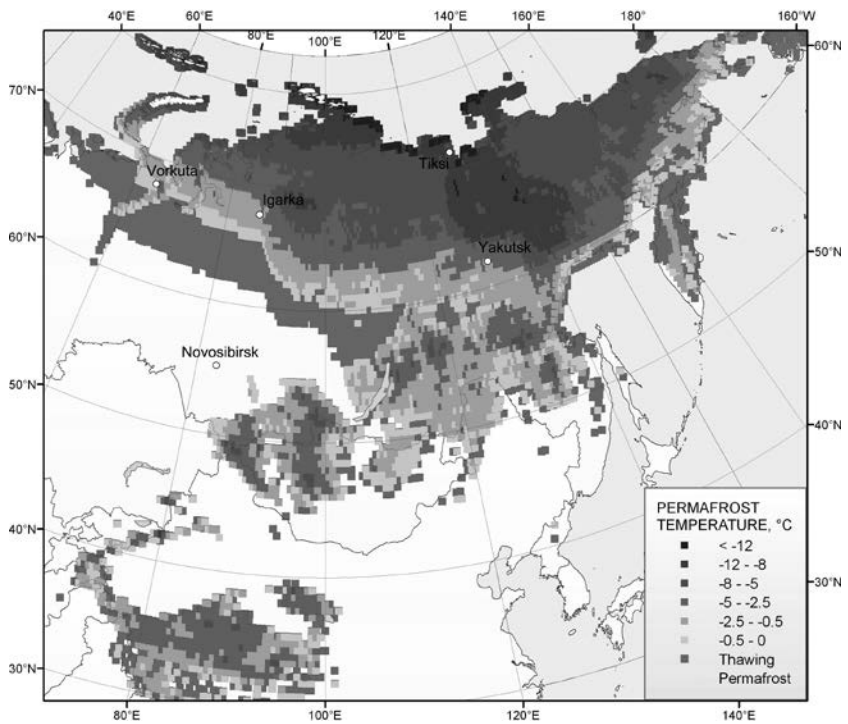 40°E 60°E 80°E 100°E 120°E 140°E 160°E 180° 160°W
60°N
70°N
Tiksi
Vorkuta
Igarka
60°N
50°N
Yakutsk
Novosibirsk
50°N
40°N
40°N
30°N
30°N
PERMAFROST
TEMPERATURE, °C
< -12
-12 - -8
-8 - -5
-5 - -2.5
-2.5 - -0.5
-0.5 - 0
Thawing
Permafrost
80°E 100°E 120°E 140°E